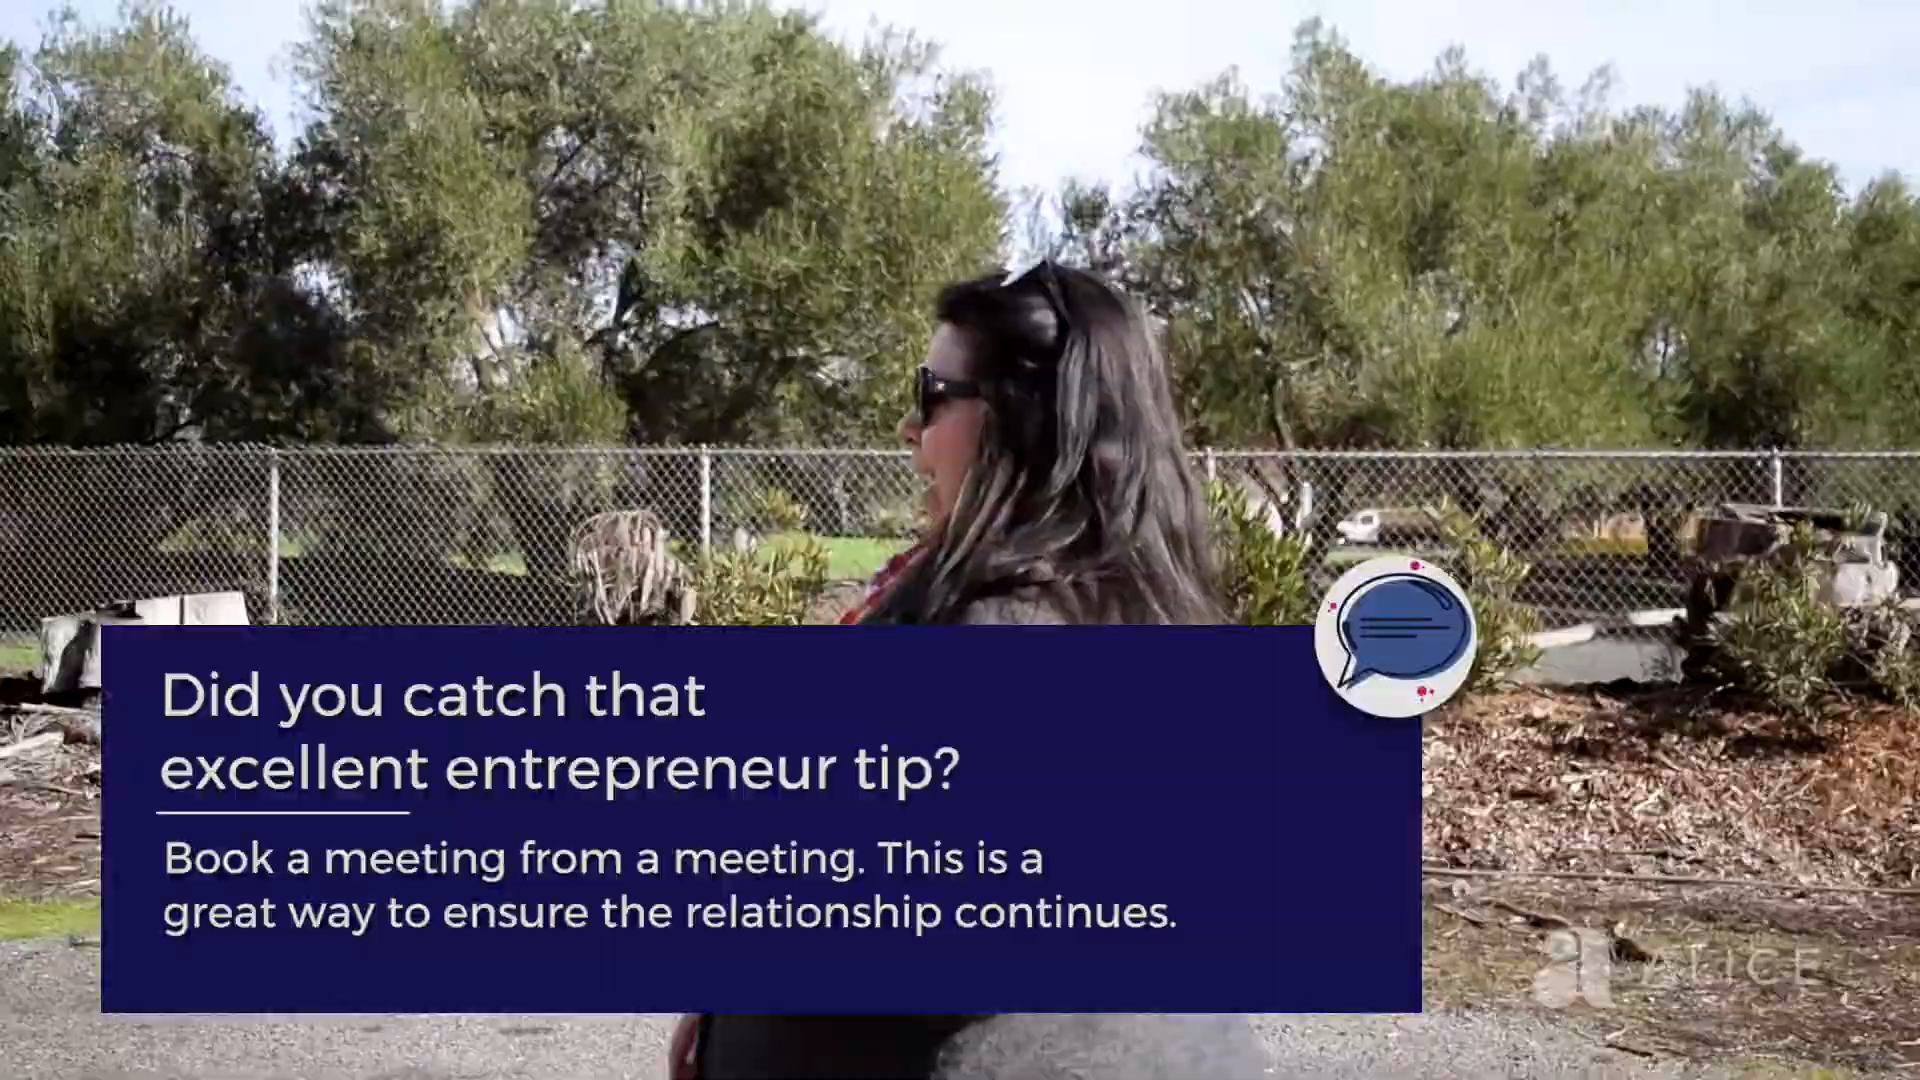 Did you catch that
excellent entrepreneur tip?
Book a meeting from a meeting. This is a
great way to ensure the relationship continues.
a ALICE